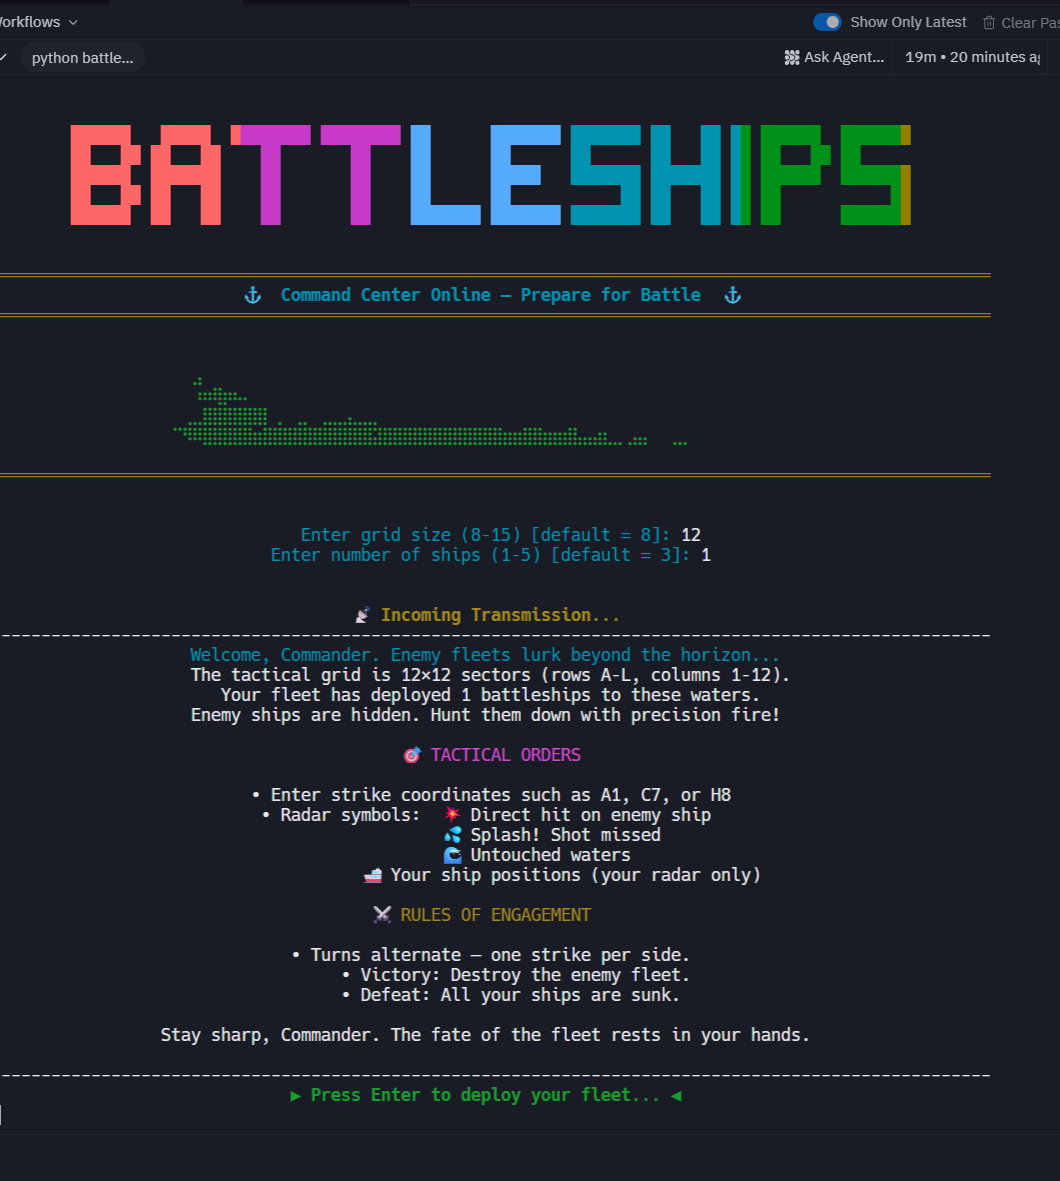 Workflows
Show Only Latest
Clear Pas
python battle...
Ask Agent...
19m • 20 minutes ag
BATTLESHIPS
⚓ Command Center Online — Prepare for Battle ⚓
Enter grid size (8-15) [default = 8]: 12
Enter number of ships (1-5) [default = 3]: 1
📡 Incoming Transmission...
Welcome, Commander. Enemy fleets lurk beyond the horizon...
The tactical grid is 12×12 sectors (rows A-L, columns 1-12).
Your fleet has deployed 1 battleships to these waters.
Enemy ships are hidden. Hunt them down with precision fire!
🎯 TACTICAL ORDERS
• Enter strike coordinates such as A1, C7, or H8
• Radar symbols: 💥 Direct hit on enemy ship
💦 Splash! Shot missed
🌊 Untouched waters
🚢 Your ship positions (your radar only)
⚔ RULES OF ENGAGEMENT
• Turns alternate — one strike per side.
• Victory: Destroy the enemy fleet.
• Defeat: All your ships are sunk.
Stay sharp, Commander. The fate of the fleet rests in your hands.
▶ Press Enter to deploy your fleet... ◀